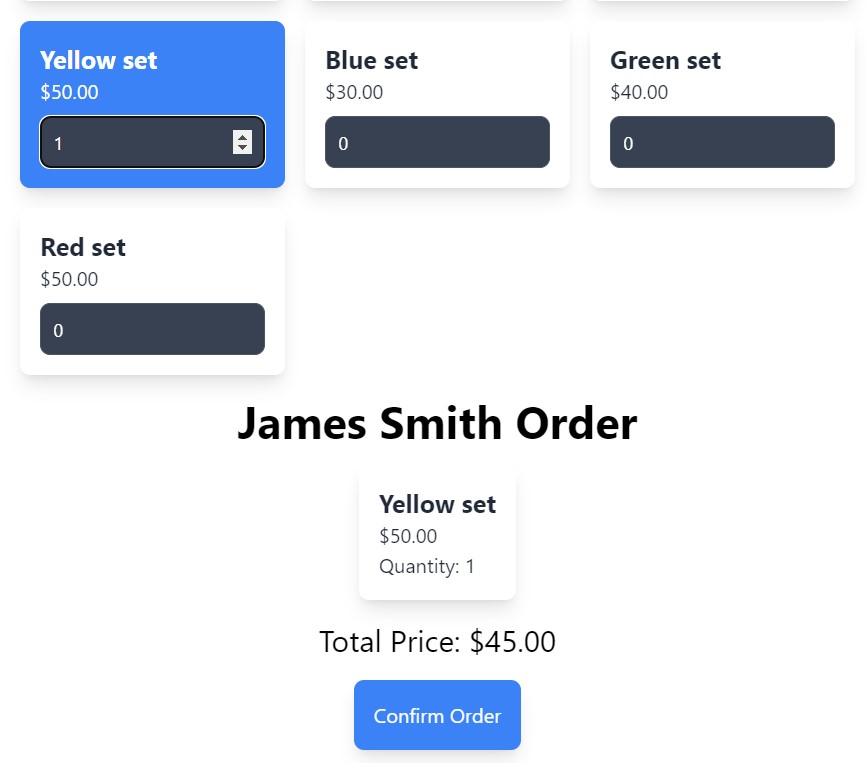 Yellow set
$50.00
1
Blue set
$30.00
0
Green set
$40.00
0
Red set
$50.00
0
James Smith Order
Yellow set
$50.00
Quantity: 1
Total Price: $45.00
Confirm Order